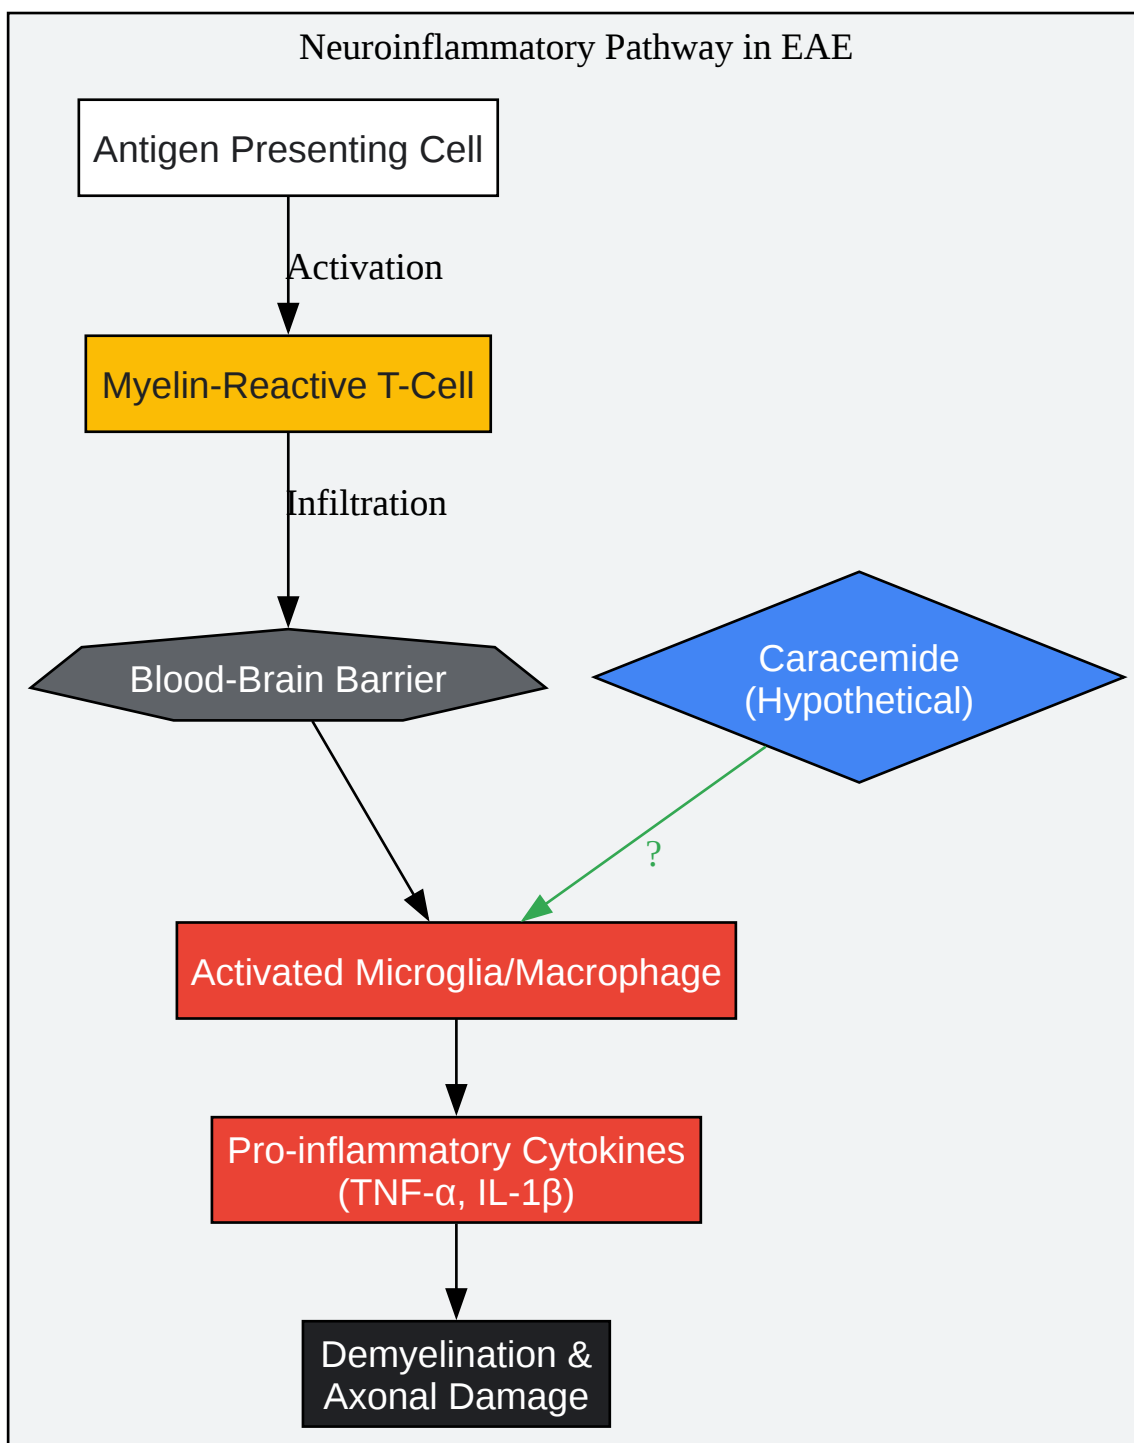 Neuroinflammatory Pathway in EAE
Antigen Presenting Cell
Activation
Myelin-Reactive T-Cell
Infiltration
Blood-Brain Barrier
Caracemide
(Hypothetical)
?
Activated Microglia/Macrophage
Pro-inflammatory Cytokines
(TNF-α, IL-1β)
Demyelination &
Axonal Damage